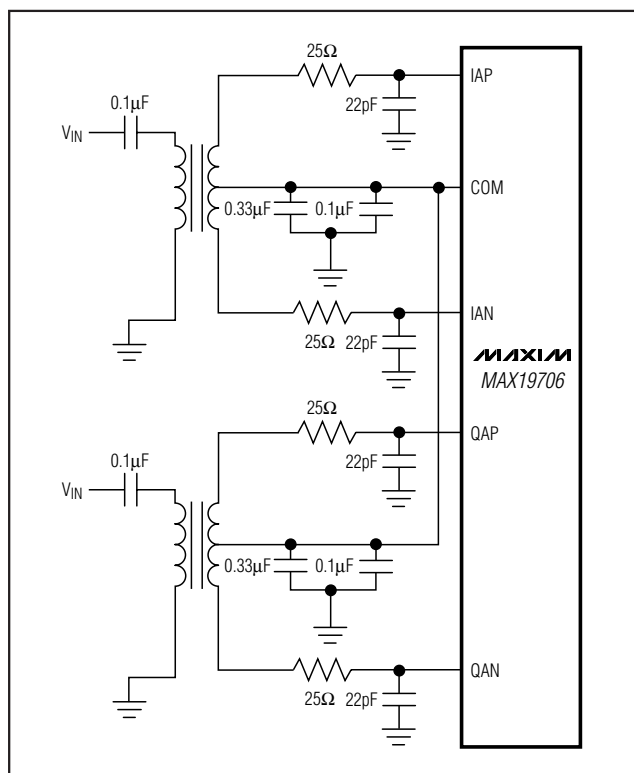 25Ω
IAP
0.1µF
22pF
VIN
COM
0.33µF
0.1µF
IAN
25Ω
22pF
MAXIM
MAX19706
25Ω
QAP
0.1µF
22pF
VIN
0.33µF
0.1µF
QAN
25Ω
22pF